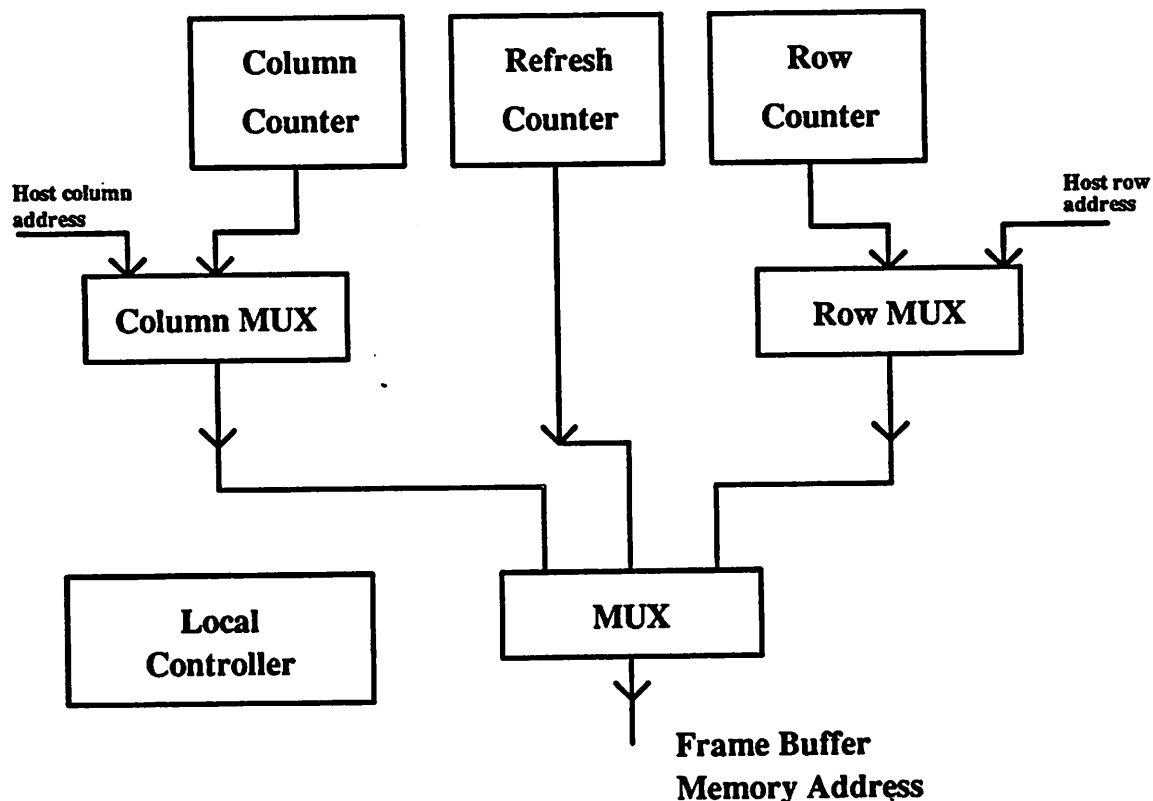 Column
Counter
Refresh
Counter
Row
Counter
Host column
address
Host row
address
Column MUX
Row MUX
Local
Controller
MUX
Frame Buffer
Memory Address